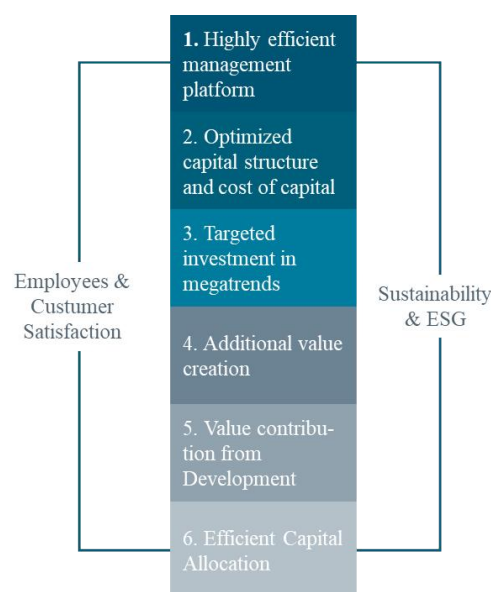 1. Highly efficient
management
platform
2. Optimized
capital structure
and cost of capital
3. Targeted
investment in
megatrends
4. Additional value
creation
5. Value contribu-
tion from
Development
6. Efficient Capital
Allocation
Employees &
Custumer
Satisfaction
Sustainability
& ESG